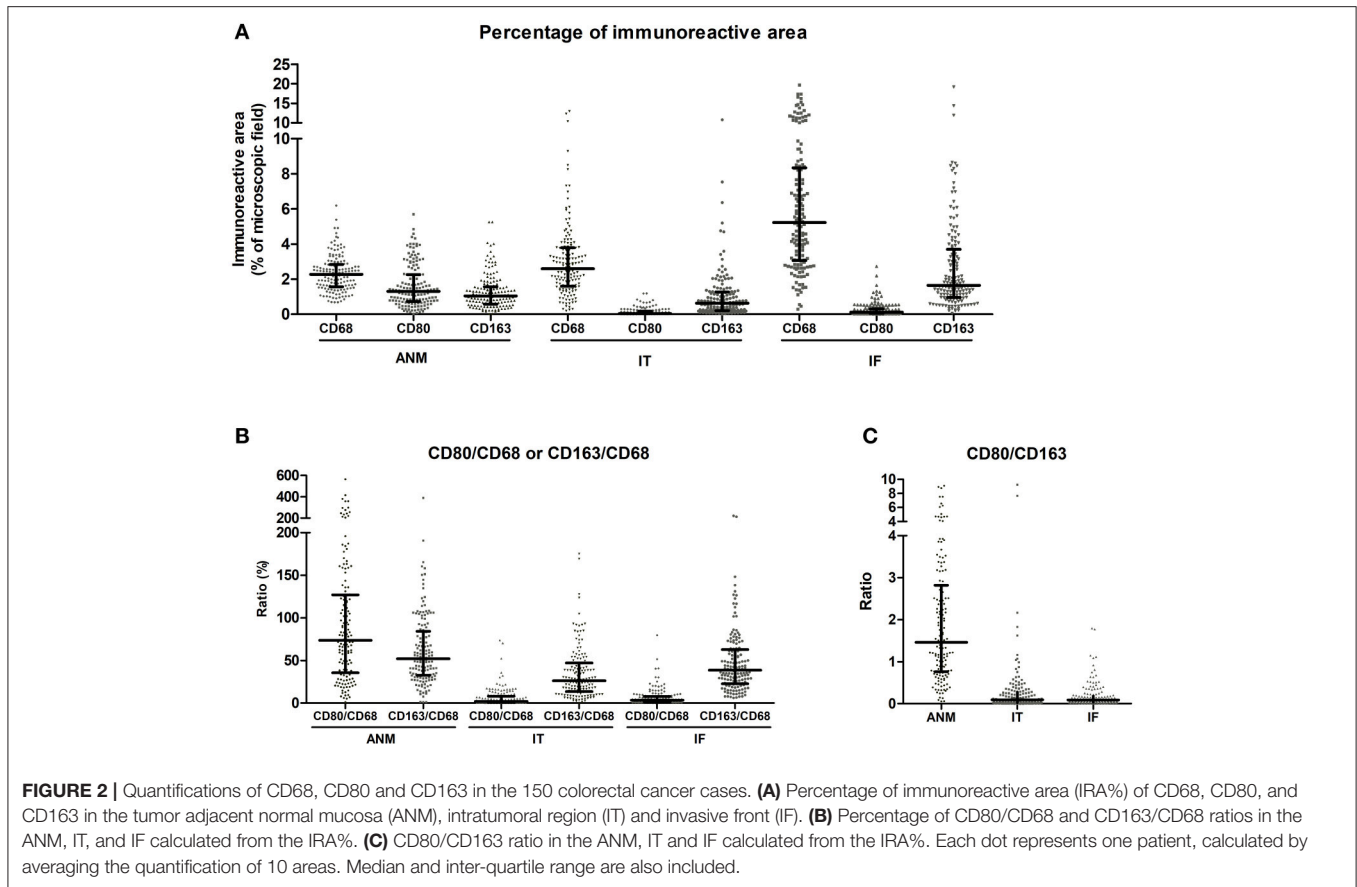 A
Percentage of immunoreactive area
Immunoreactive area
(% of microscopic field)
25
20
15
10
10
8
6
4
2
0
CD68 CD80 CD163 CD68 CD80 CD163 CD68 CD80 CD163
ANM IT IF
B
CD80/CD68 or CD163/CD68
Ratio (%)
600
400
200
200
150
100
50
0
CD80/CD68 CD163/CD68 CD80/CD68 CD163/CD68 CD80/CD68 CD163/CD68
ANM IT IF
C
CD80/CD163
Ratio
10
8
6
4
4
3
2
1
0
ANM IT IF
FIGURE 2 | Quantifications of CD68, CD80 and CD163 in the 150 colorectal cancer cases. (A) Percentage of immunoreactive area (IRA%) of CD68, CD80, and
CD163 in the tumor adjacent normal mucosa (ANM), intratumoral region (IT) and invasive front (IF). (B) Percentage of CD80/CD68 and CD163/CD68 ratios in the
ANM, IT, and IF calculated from the IRA%. (C) CD80/CD163 ratio in the ANM, IT and IF calculated from the IRA%. Each dot represents one patient, calculated by
averaging the quantification of 10 areas. Median and inter-quartile range are also included.